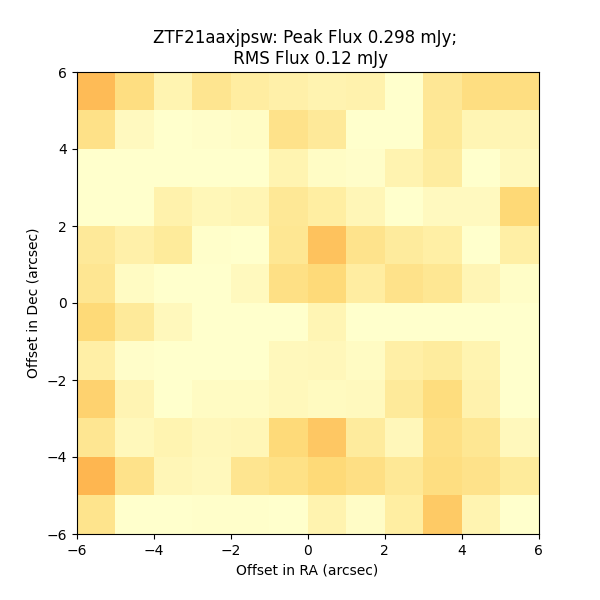 ZTF21aaxjpsw: Peak Flux 0.298 mJy;
RMS Flux 0.12 mJy
6
4
2
0
−2
−4
−6
Offset in Dec (arcsec)
−6 −4 −2 0 2 4 6
Offset in RA (arcsec)